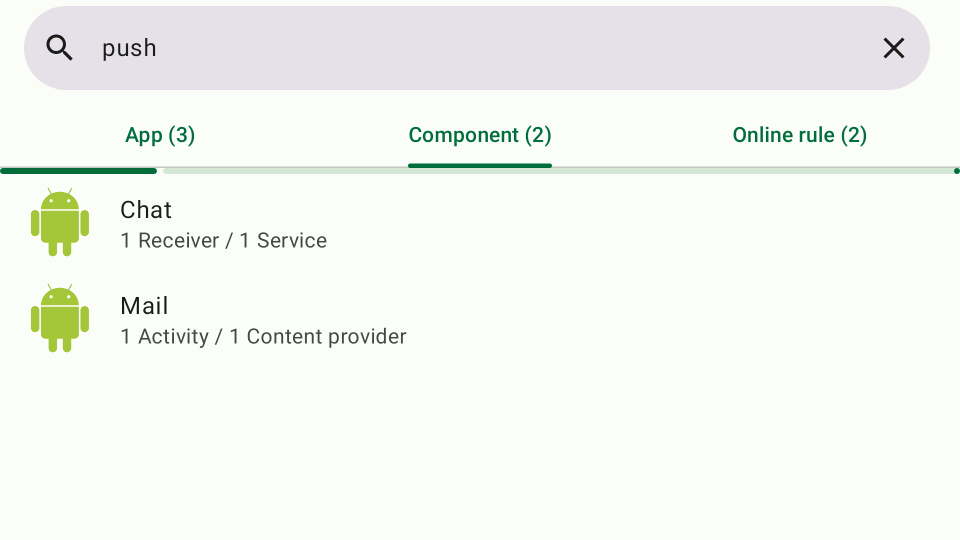 push
App (3)
Component (2)
Online rule (2)
Chat
1 Receiver / 1 Service
Mail
1 Activity / 1 Content provider